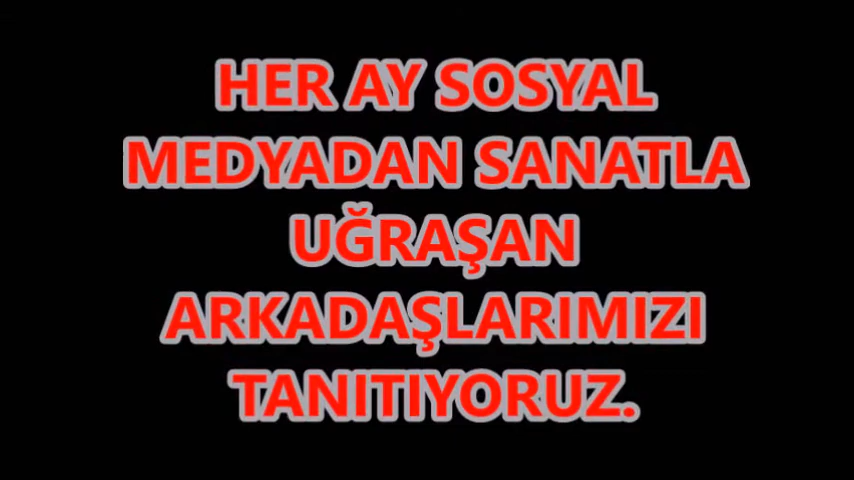 HER AY SOSYAL
MEDYADAN SANATLA
UĞRAŞAN
ARKADAŞLARIMIZI
TANITIYORUZ.